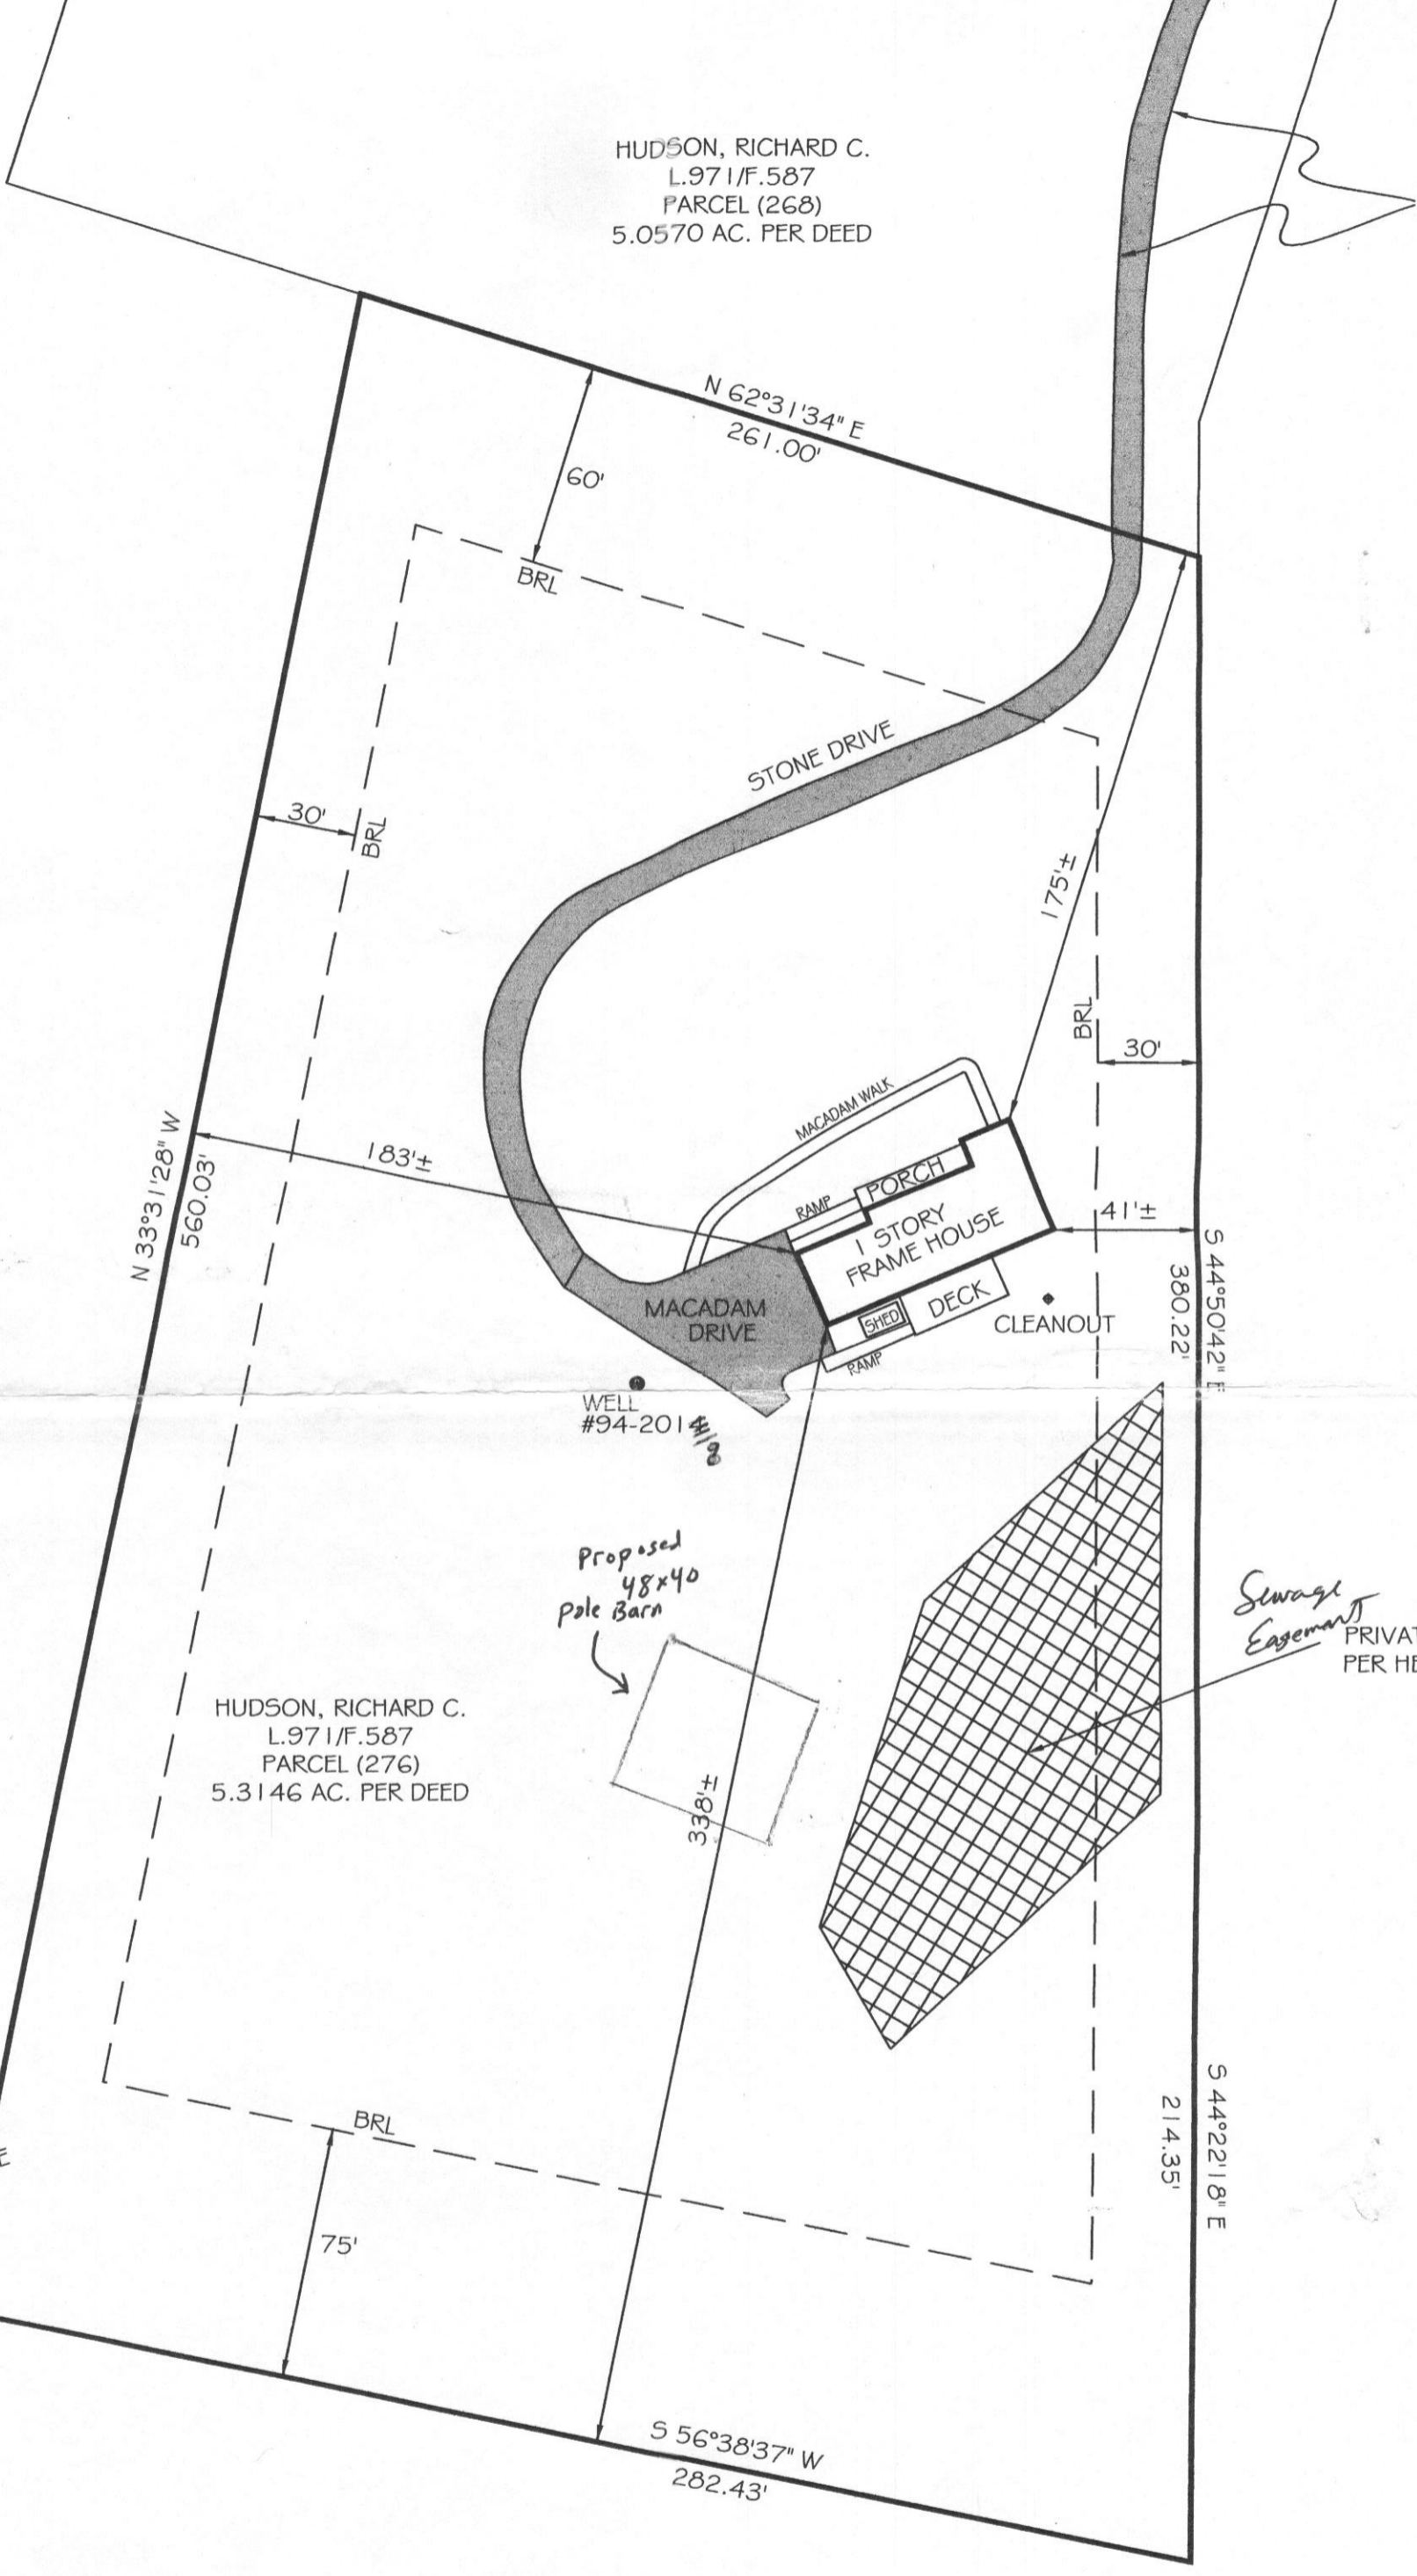 HUDSON, RICHARD C.
L.971/F.587
PARCEL (268)
5.0570 AC. PER DEED
N 62°31'34" E
261.00'
60'
BRL
STONE DRIVE
30'
BRL
175'±
BRL
30'
MACADAM WALK
N 33°31'28" W
560.03'
183'±
RAMP
PORCH
1 STORY
FRAME HOUSE
41'±
S 44°50'42" E
380.22'
MACADAM
DRIVE
SHED
DECK
RAMP
CLEANOUT
WELL
#94-201
Proposed
48x40
Pole Barn
Sewage
Easement
PRIVAT
PER HE
HUDSON, RICHARD C.
L.971/F.587
PARCEL (276)
5.3146 AC. PER DEED
338'±
S 44°22'18" E
214.35'
BRL
E
75'
S 56°38'37" W
282.43'